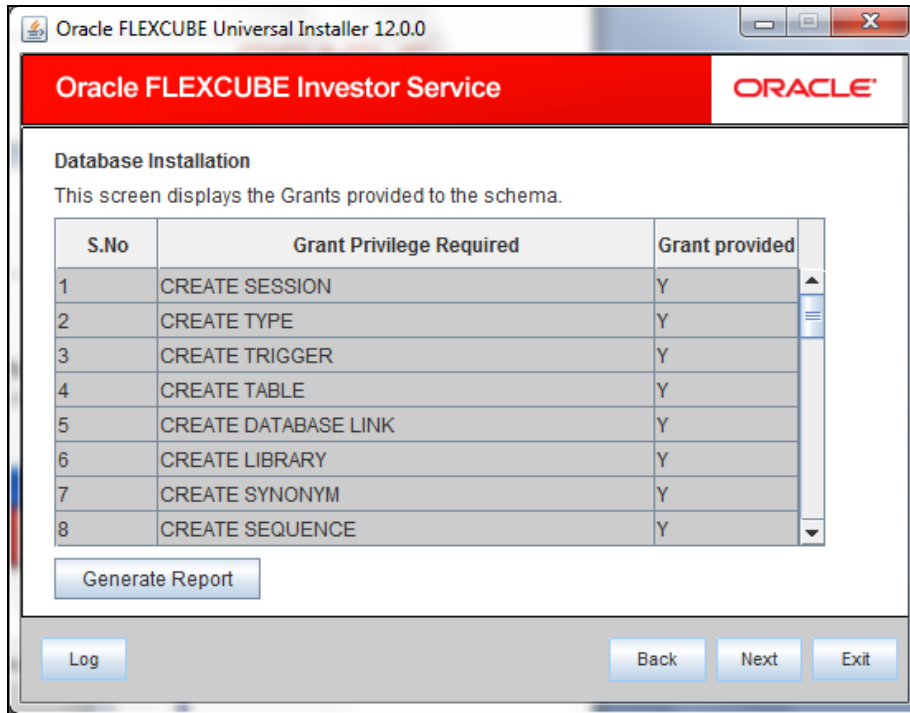 Oracle FLEXCUBE Universal Installer 12.0.0
Oracle FLEXCUBE Investor Service
ORACLE
Database Installation
This screen displays the Grants provided to the schema.
S.No Grant Privilege Required Grant provided
1 CREATE SESSION Y
2 CREATE TYPE Y
3 CREATE TRIGGER Y
4 CREATE TABLE Y
5 CREATE DATABASE LINK Y
6 CREATE LIBRARY Y
7 CREATE SYNONYM Y
8 CREATE SEQUENCE Y
Generate Report
Log Back Next Exit